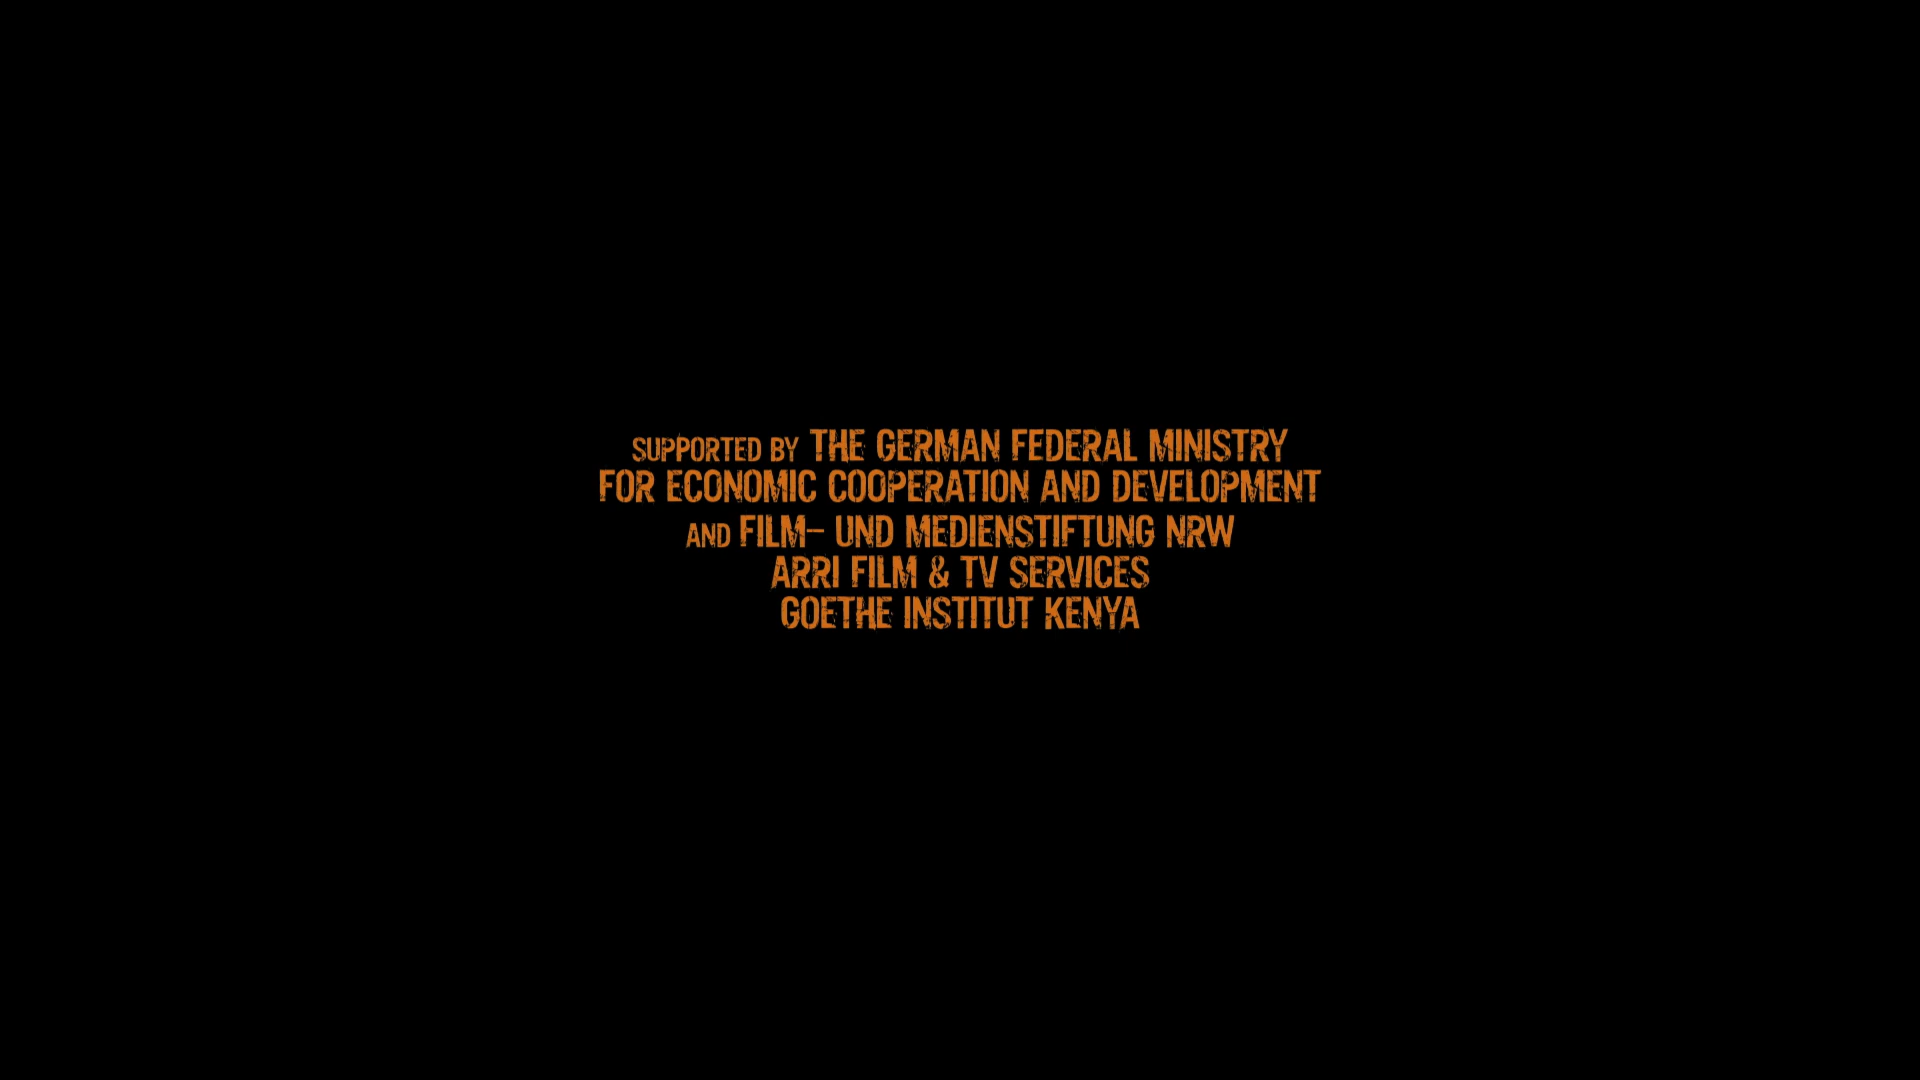 SUPPORTED BY THE GERMAN FEDERAL MINISTRY
FOR ECONOMIC COOPERATION AND DEVELOPMENT
AND FILM- UND MEDIENSTIFTUNG NRW
ARRI FILM & TV SERVICES
GOETHE INSTITUT KENYA